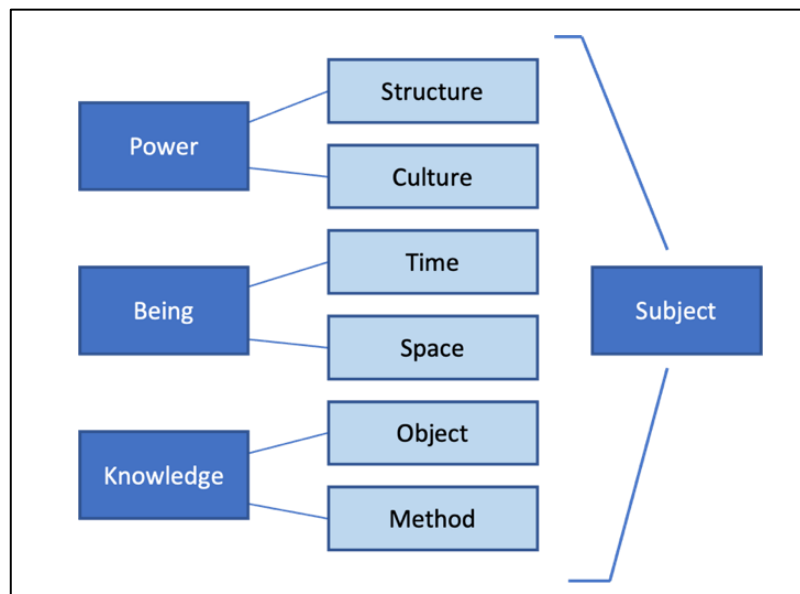 Power
Structure
Culture
Being
Time
Space
Subject
Knowledge
Object
Method